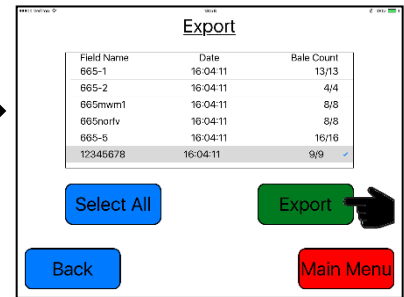 Export
Field Name Date Bale Count
665-1 16:04:11 13/13
665-2 16:04:11 4/4
665mwm1 16:04:11 8/8
665norfv 16:04:11 8/8
665-5 16:04:11 16/16
12345678 16:04:11 9/9
Select All Export
Back Main Menu